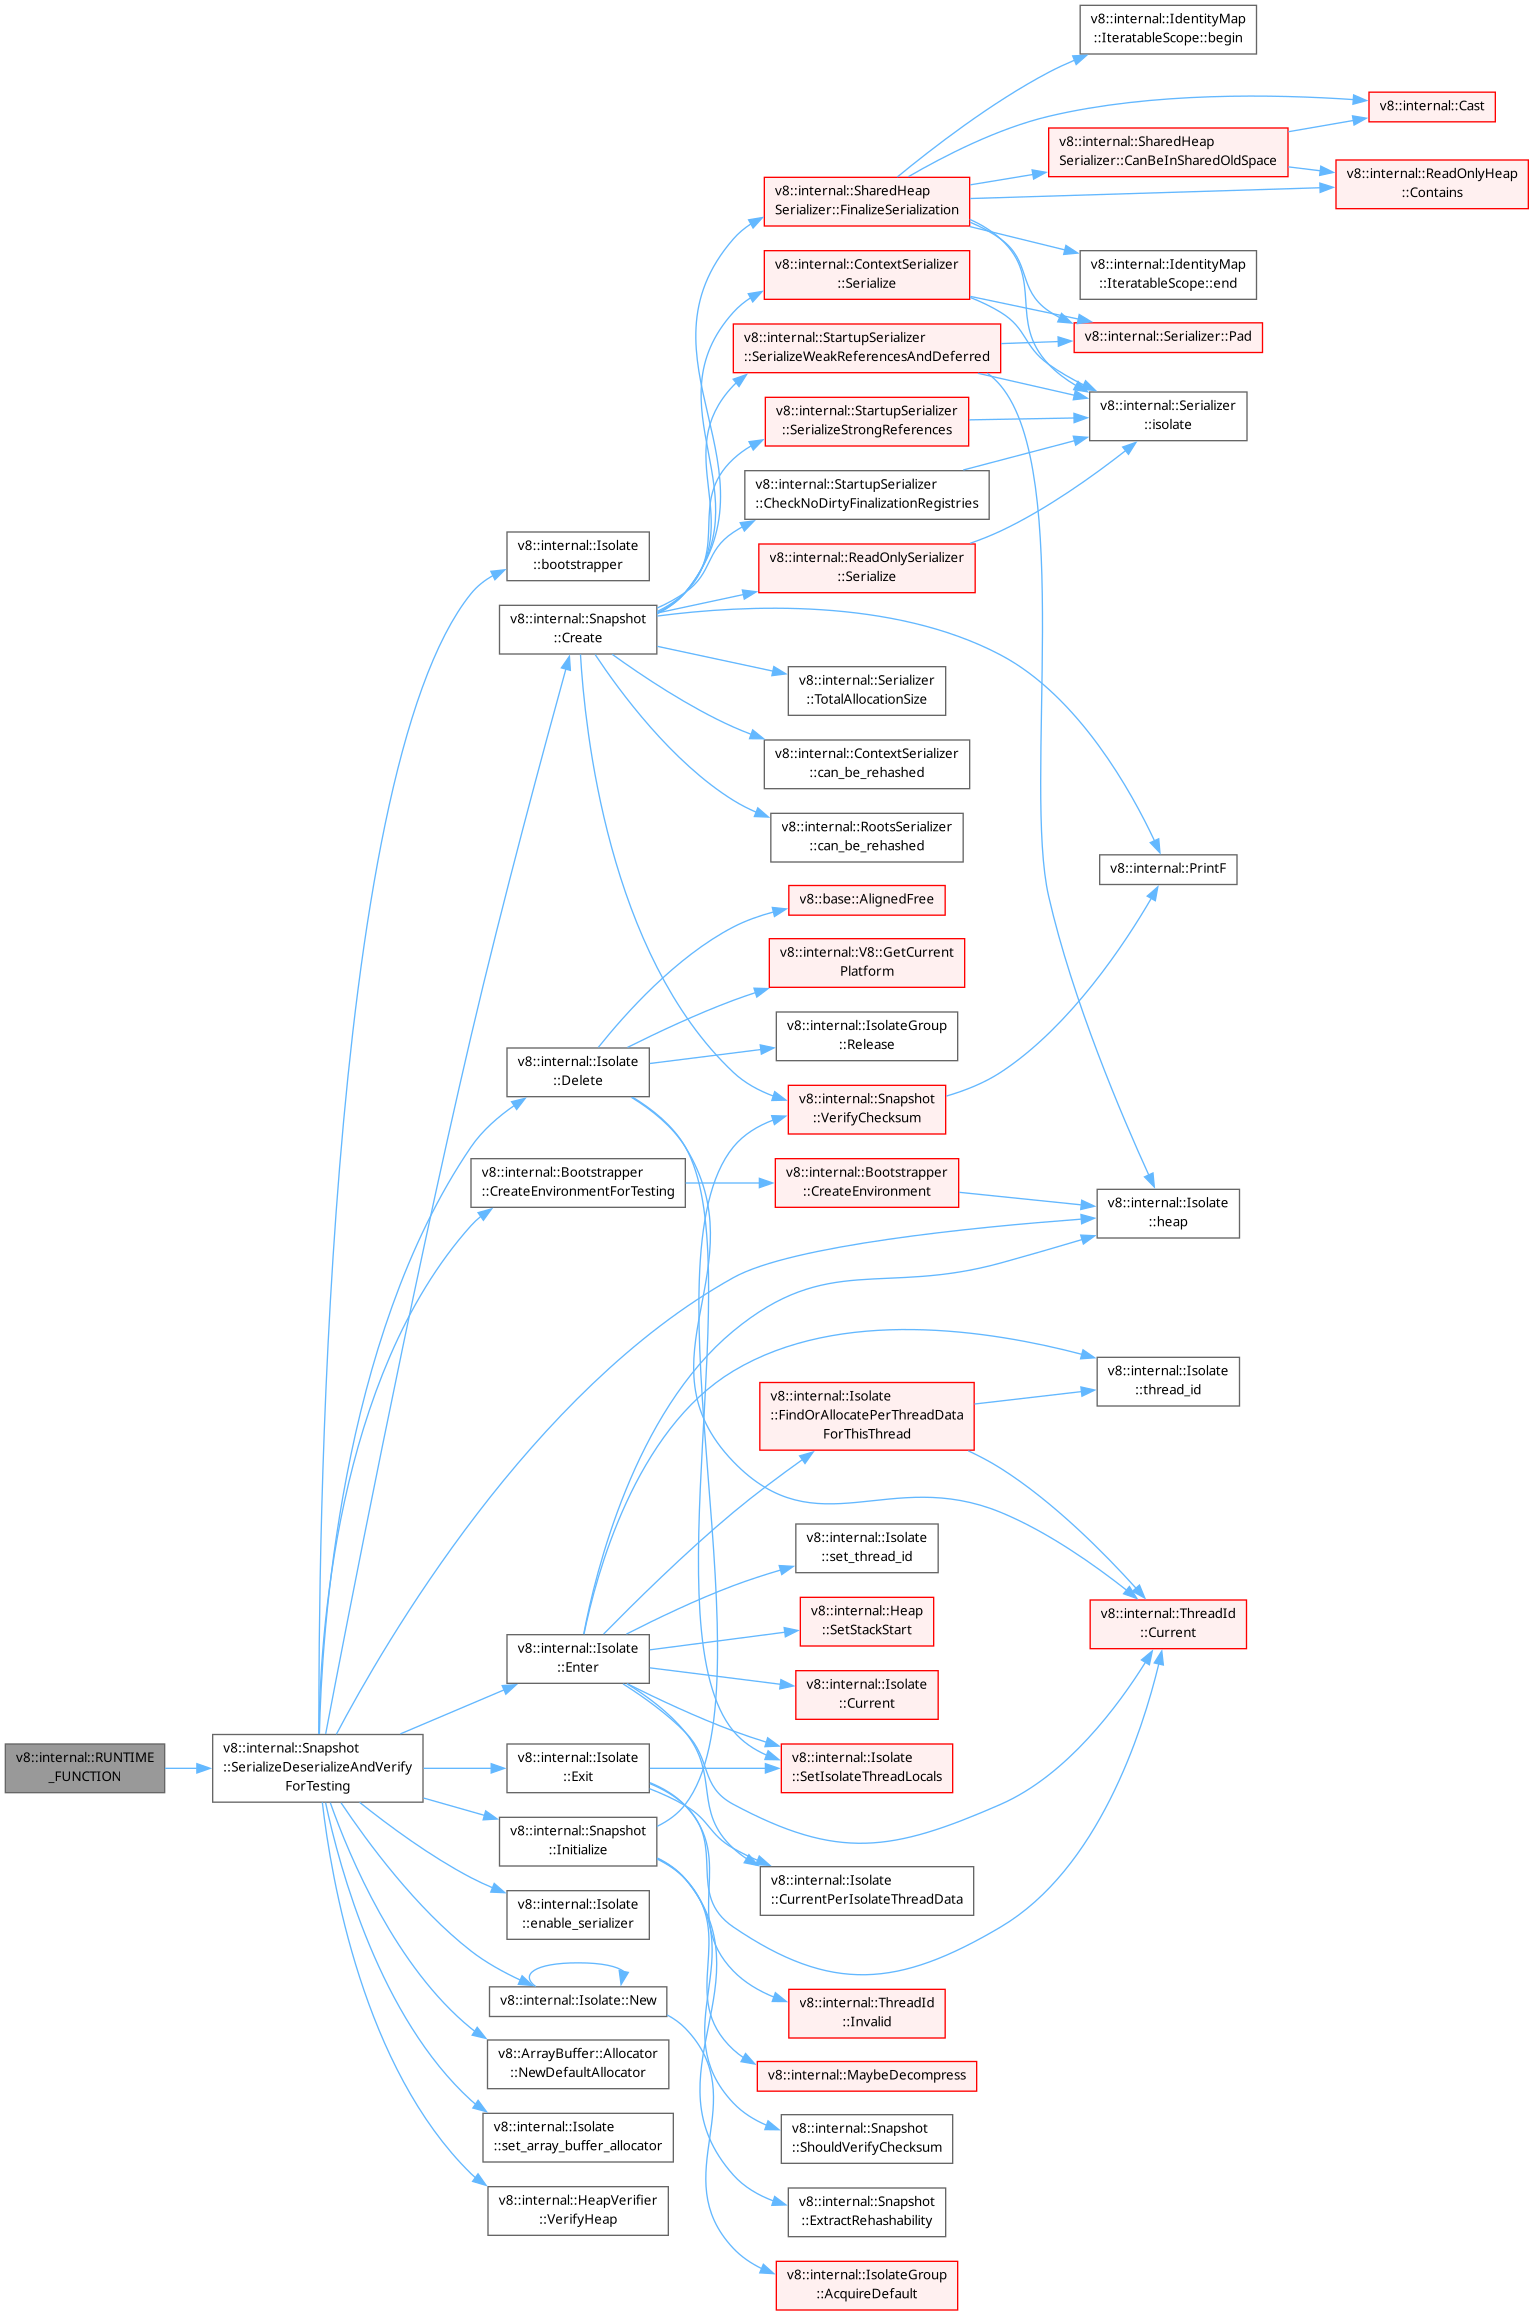 v8::internal::IdentityMap
::IteratableScope::begin
v8::internal::Cast
v8::internal::SharedHeap
Serializer::CanBeInSharedOldSpace
v8::internal::ReadOnlyHeap
::Contains
v8::internal::SharedHeap
Serializer::FinalizeSerialization
v8::internal::ContextSerializer
::Serialize
v8::internal::IdentityMap
::IteratableScope::end
v8::internal::StartupSerializer
::SerializeWeakReferencesAndDeferred
v8::internal::Serializer::Pad
v8::internal::StartupSerializer
::SerializeStrongReferences
v8::internal::Serializer
::isolate
v8::internal::StartupSerializer
::CheckNoDirtyFinalizationRegistries
v8::internal::Isolate
::bootstrapper
v8::internal::ReadOnlySerializer
::Serialize
v8::internal::Snapshot
::Create
v8::internal::Serializer
::TotalAllocationSize
v8::internal::ContextSerializer
::can_be_rehashed
v8::internal::RootsSerializer
::can_be_rehashed
v8::internal::PrintF
v8::base::AlignedFree
v8::internal::V8::GetCurrent
Platform
v8::internal::IsolateGroup
::Release
v8::internal::Isolate
::Delete
v8::internal::Snapshot
::VerifyChecksum
v8::internal::Bootstrapper
::CreateEnvironmentForTesting
v8::internal::Bootstrapper
::CreateEnvironment
v8::internal::Isolate
::heap
v8::internal::Isolate
::thread_id
v8::internal::Isolate
::FindOrAllocatePerThreadData
ForThisThread
v8::internal::Isolate
::set_thread_id
v8::internal::Heap
::SetStackStart
v8::internal::ThreadId
::Current
v8::internal::Isolate
::Enter
v8::internal::Isolate
::Current
v8::internal::RUNTIME
_FUNCTION
v8::internal::Snapshot
::SerializeDeserializeAndVerify
ForTesting
v8::internal::Isolate
::Exit
v8::internal::Isolate
::SetIsolateThreadLocals
v8::internal::Snapshot
::Initialize
v8::internal::Isolate
::CurrentPerIsolateThreadData
v8::internal::Isolate
::enable_serializer
v8::internal::Isolate::New
v8::internal::ThreadId
::Invalid
v8::ArrayBuffer::Allocator
::NewDefaultAllocator
v8::internal::MaybeDecompress
v8::internal::Isolate
::set_array_buffer_allocator
v8::internal::Snapshot
::ShouldVerifyChecksum
v8::internal::HeapVerifier
::VerifyHeap
v8::internal::Snapshot
::ExtractRehashability
v8::internal::IsolateGroup
::AcquireDefault